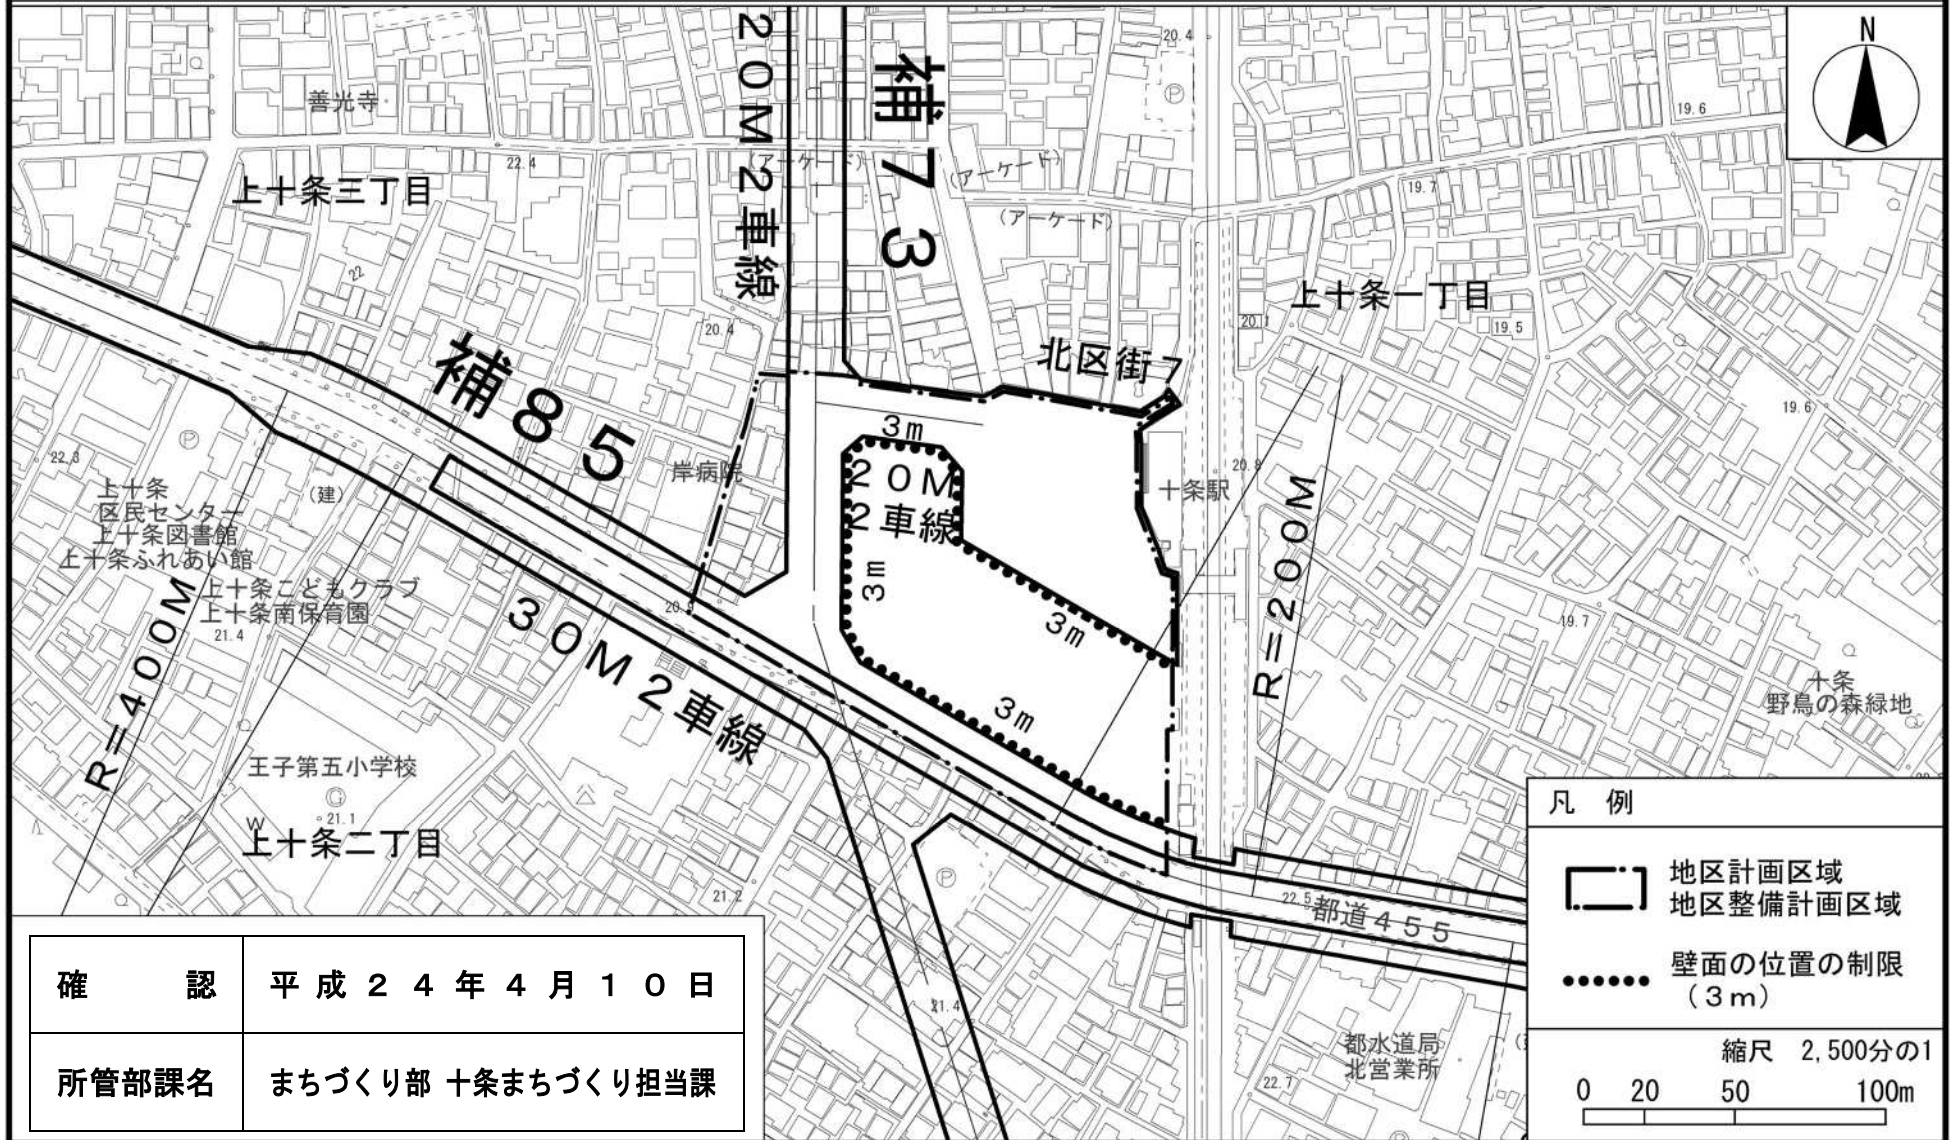 N
20M2車線
補73
20.4
P
善光寺
19.6
22.4
(アーケード)
(アーケード)
19.7
上十条三丁目
(アーケード)
22
上十条一丁目
20.4
20.1
19.5
北区街7
補85
19.6
3m
P
22.3
岸病院
20M
2車線
20.8
十条駅
R=200M
上十条
区民センター
上十条図書館
上十条ふれあい館
(建)
上十条こどもクラブ
上十条南保育園
21.4
3m
20.9
3m
19.7
R=400M
30M2車線
3m
十条
野鳥の森緑地
王子第五小学校
21.1
W
上十条二丁目
P
21.2
22.5
都道455
21.4
都水道局
北営業所
22.7
凡 例
地区計画区域
地区整備計画区域
壁面の位置の制限
(3m)
縮尺 2,500分の1
0 20 50 100m
確 認 平成24年4月10日
所管部課名 まちづくり部 十条まちづくり担当課